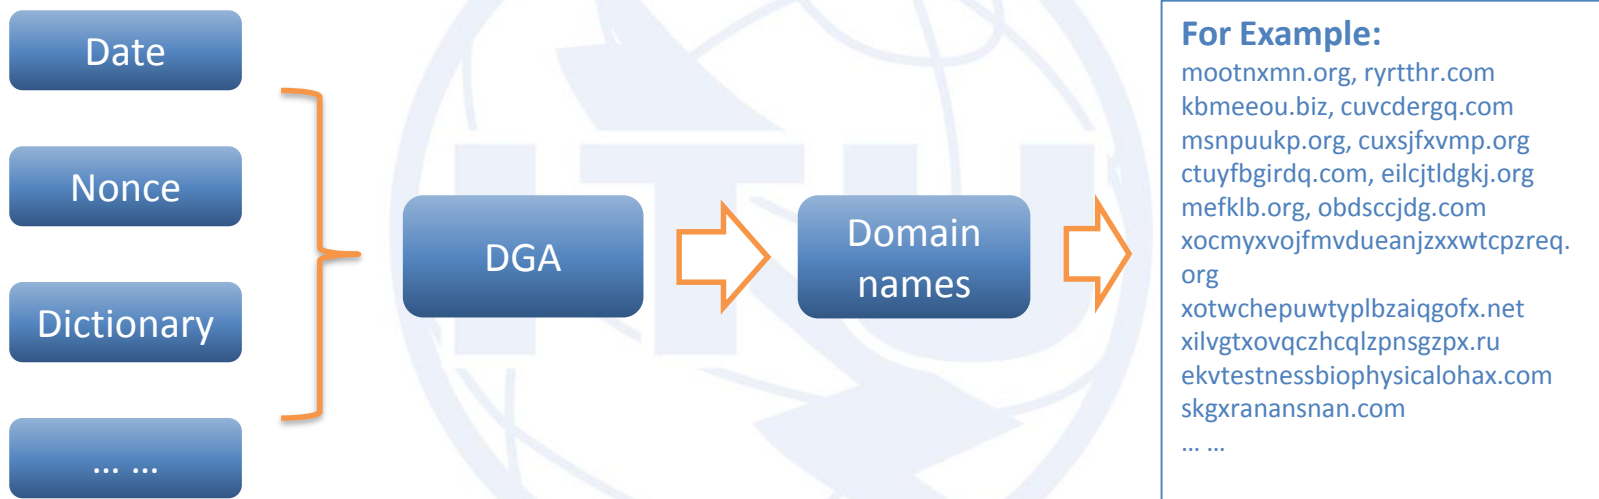 Date
Nonce
Dictionary
... ...
ITU
DGA
Domain
names
For Example:
mootnxmn.org, ryrtthr.com
kbmeeou.biz, cuvcdergq.com
msnpuukp.org, cuxsjfxvmp.org
ctuyfbgirdq.com, eilcjtldgkj.org
mefklb.org, obdsccjdg.com
xocmyxvojfmvdueanjzxxwtcpzreq.
org
xotwchepuwtyplbzaiqgofx.net
xilvgtxovqczhcqlzpnsgzpx.ru
ekvtestnessbiophysicalohax.com
skgxranansnan.com
... ...